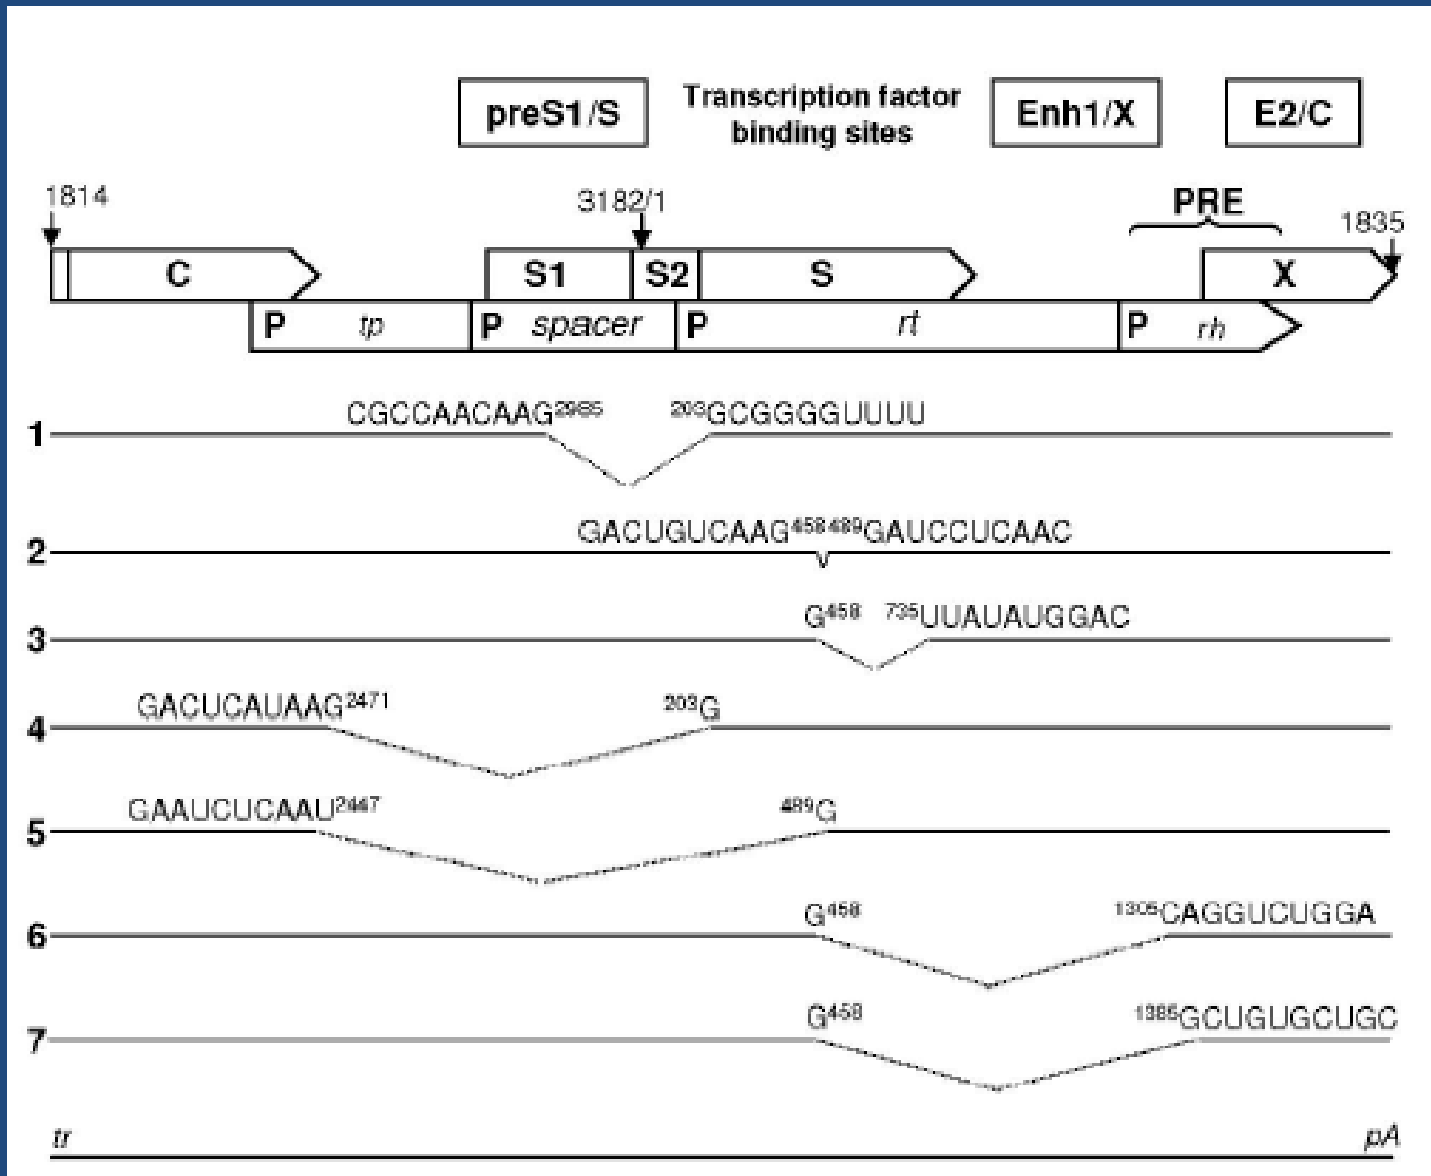 preS1/S Transcription factor binding sites Enh1/X E2/C
1814 3182/1 PRE 1835
C S1 S2 S X
P tp P spacer P rt P rh
CGCCAACAAG2985 203GCGGGGUUUU
1
GACUGUCAAG458 489GAUCCUCAAC
2
G458 735UUAUAUGGAC
3
GACUCAUAAG2471 203G
4
GAAUCUCAAU2447 489G
5
G458 1305CAGGUCUGGA
6
G458 1385GCUGUGCUGC
7
tr pA